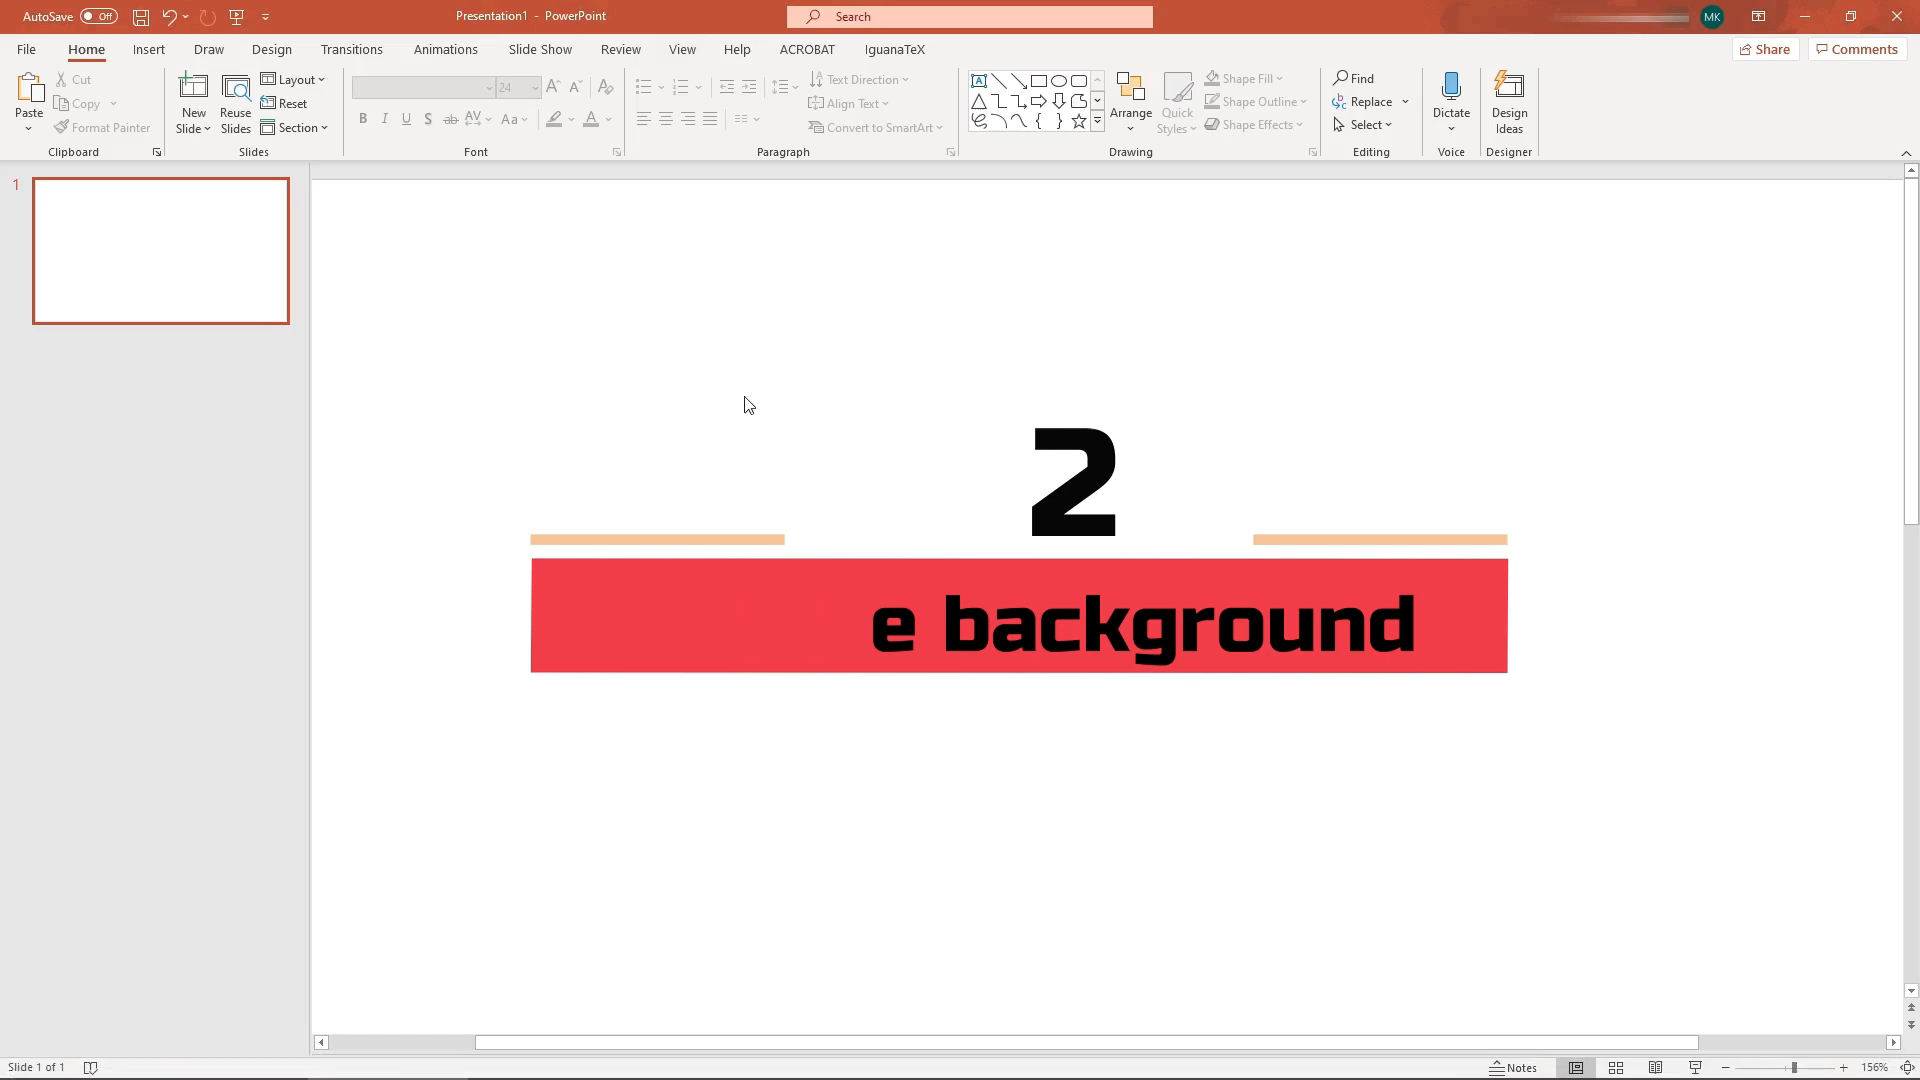 AutoSave Off Presentation1 - PowerPoint Search MK
File Home Insert Draw Design Transitions Animations Slide Show Review View Help ACROBAT IguanaTeX Share Comments
Paste Cut Copy Format Painter
Clipboard
New Slide Reuse Slides Layout Reset Section
Slides
24
B I U S ab AV Aa A
Font
Text Direction
Align Text
Convert to SmartArt
Paragraph
Arrange Quick Styles Shape Fill Shape Outline Shape Effects
Drawing
Find
Replace
Select
Editing
Dictate
Voice
Design Ideas
Designer
1
2
e background
Slide 1 of 1 Notes 156%